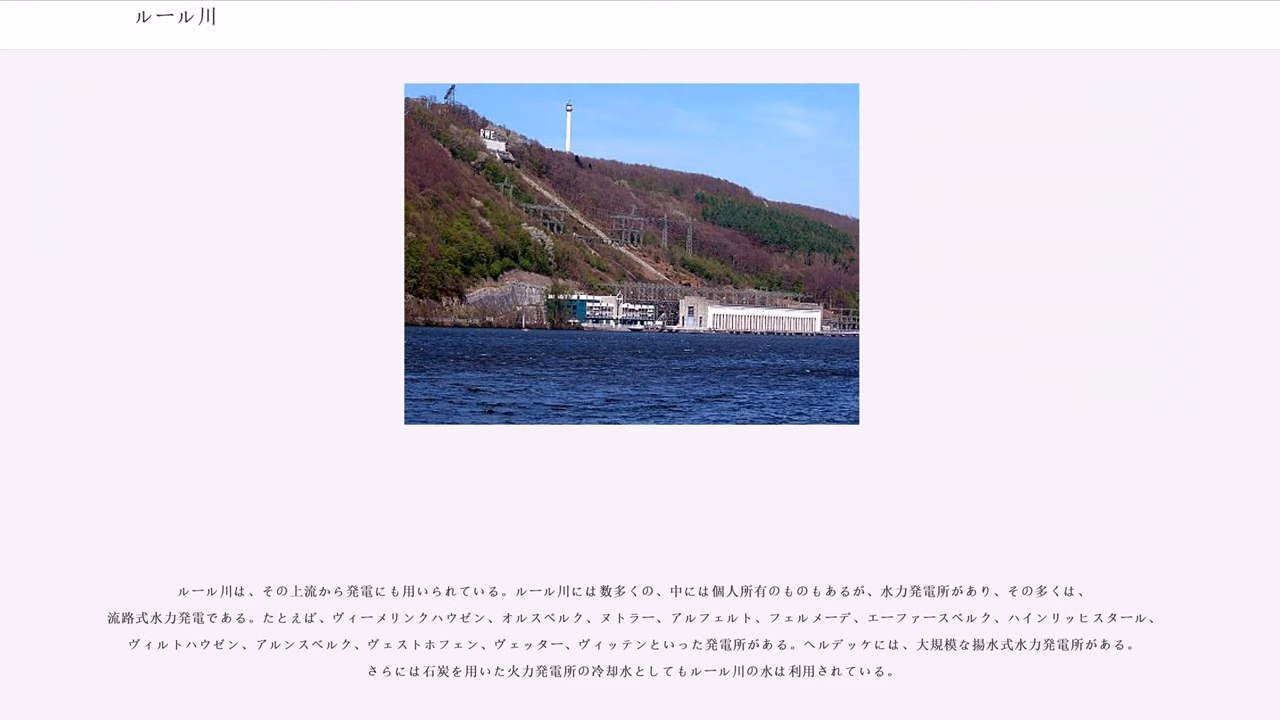 ルール川
RWE
ルール川は、その上流から発電にも用いられている。ルール川には数多くの、中には個人所有のものもあるが、水力発電所があり、その多くは、
流路式水力発電である。たとえば、ヴィーメリンクハウゼン、オルスベルク、ヌトラー、アルフェルト、フェルメーデ、エーファースベルク、ハインリッヒスタール、
ヴィルトハウゼン、アルンスベルク、ヴェストホフェン、ヴェッター、ヴィッテンといった発電所がある。ヘルデッケには、大規模な揚水式水力発電所がある。
さらには石炭を用いた火力発電所の冷却水としてもルール川の水は利用されている。